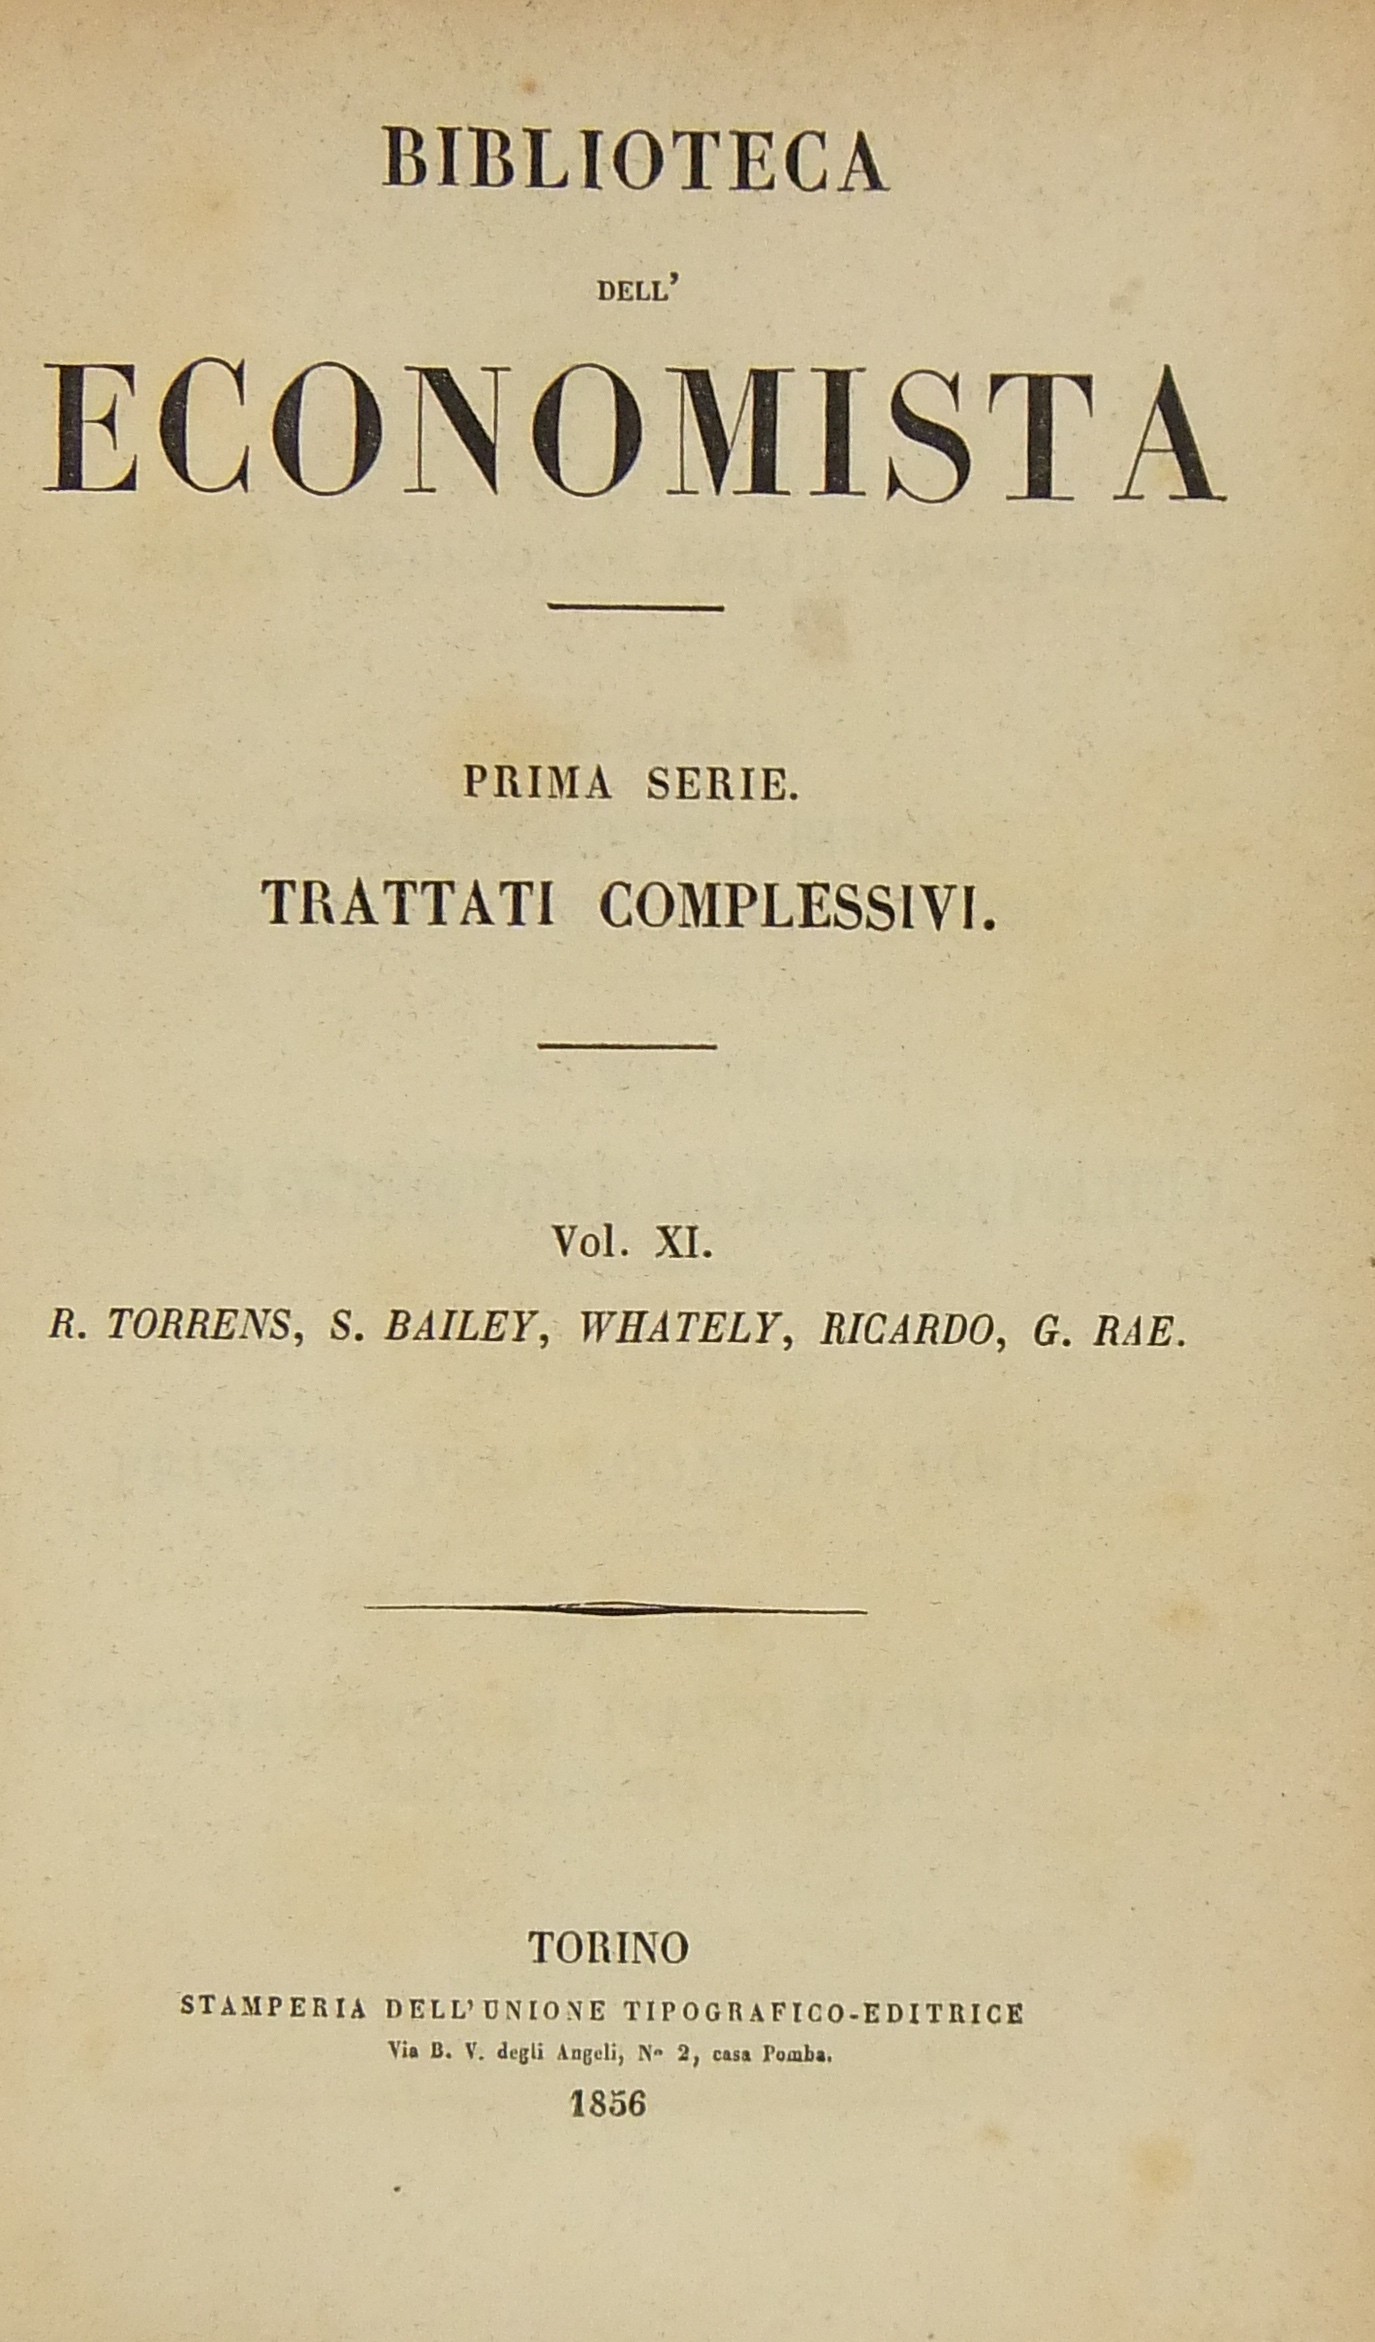 BIBLIOTECA
DELL'
ECONOMISTA
PRIMA SERIE.
TRATTATI COMPLESSIVI.
Vol. XI.
R. TORRENS, S. BAILEY, WHATELY, RICARDO, G. RAE.
TORINO
STAMPERIA DELL'UNIONE TIPOGRAFICO-EDITRICE
Via B. V. degli Angeli, Nº 2, casa Pomba.
1856